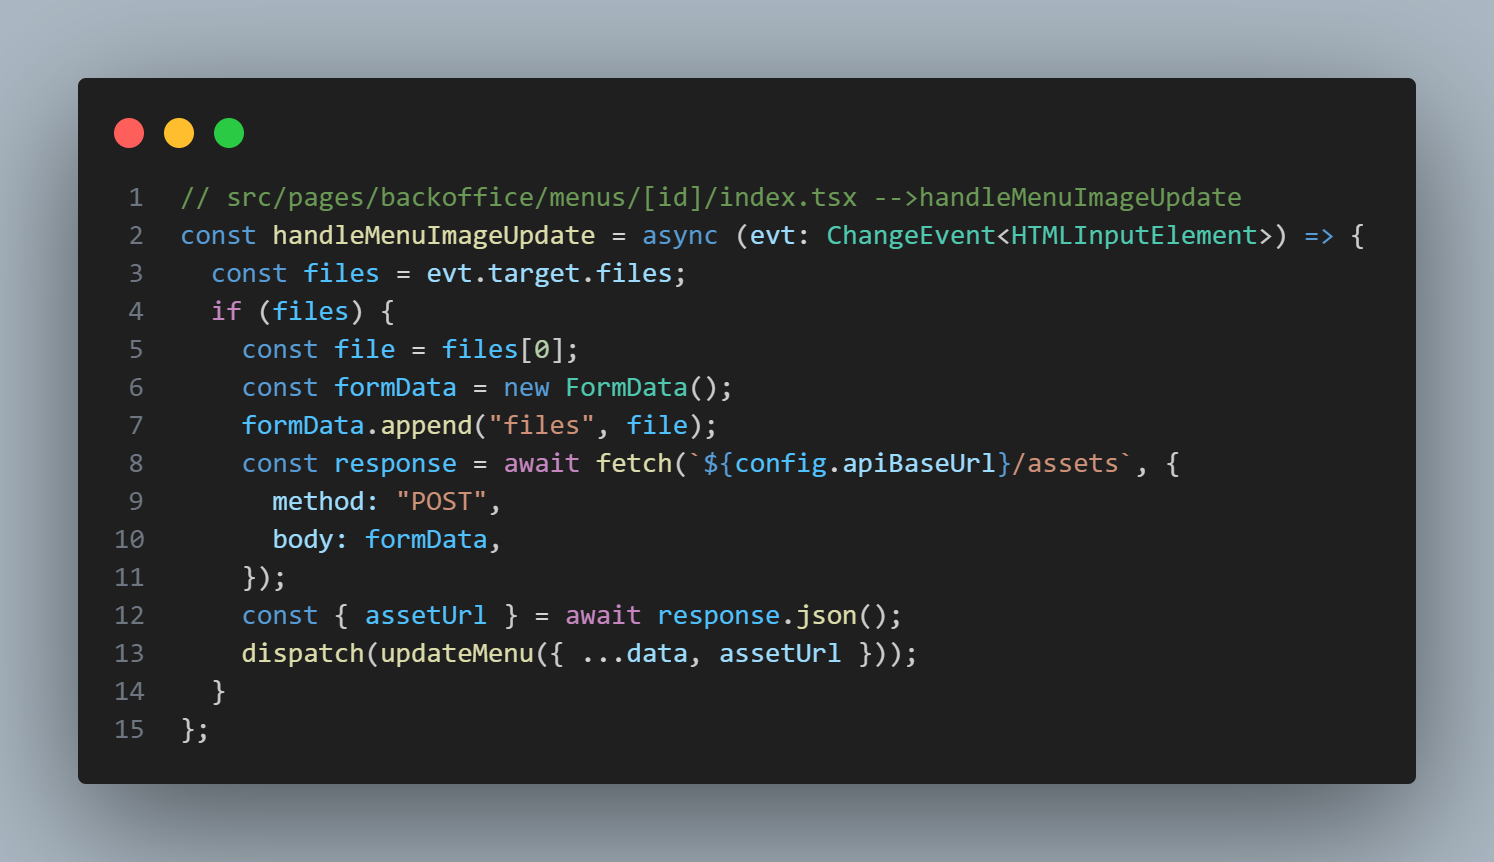 1 // src/pages/backoffice/menus/[id]/index.tsx -->handleMenuImageUpdate
2 const handleMenuImageUpdate = async (evt: ChangeEvent<HTMLInputElement>) => {
3   const files = evt.target.files;
4   if (files) {
5     const file = files[0];
6     const formData = new FormData();
7     formData.append("files", file);
8     const response = await fetch(`${config.apiBaseUrl}/assets`, {
9       method: "POST",
10       body: formData,
11     });
12     const { assetUrl } = await response.json();
13     dispatch(updateMenu({ ...data, assetUrl }));
14   }
15 };